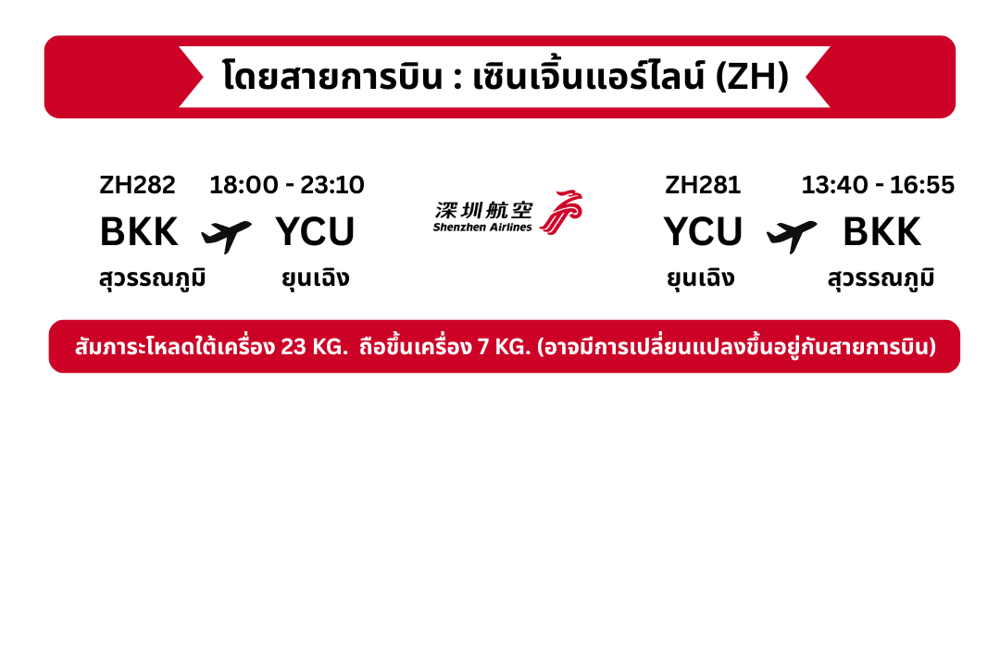 โดยสายการบิน : เซินเจิ้นแอร์ไลน์ (ZH)
ZH282 18:00 - 23:10
BKK YCU
สุวรรณภูมิ ยุนเฉิง
深圳航空
Shenzhen Airlines
ZH281 13:40 - 16:55
YCU BKK
ยุนเฉิง สุวรรณภูมิ
สัมภาระโหลดใต้เครื่อง 23 KG. ถือขึ้นเครื่อง 7 KG. (อาจมีการเปลี่ยนแปลงขึ้นอยู่กับสายการบิน)